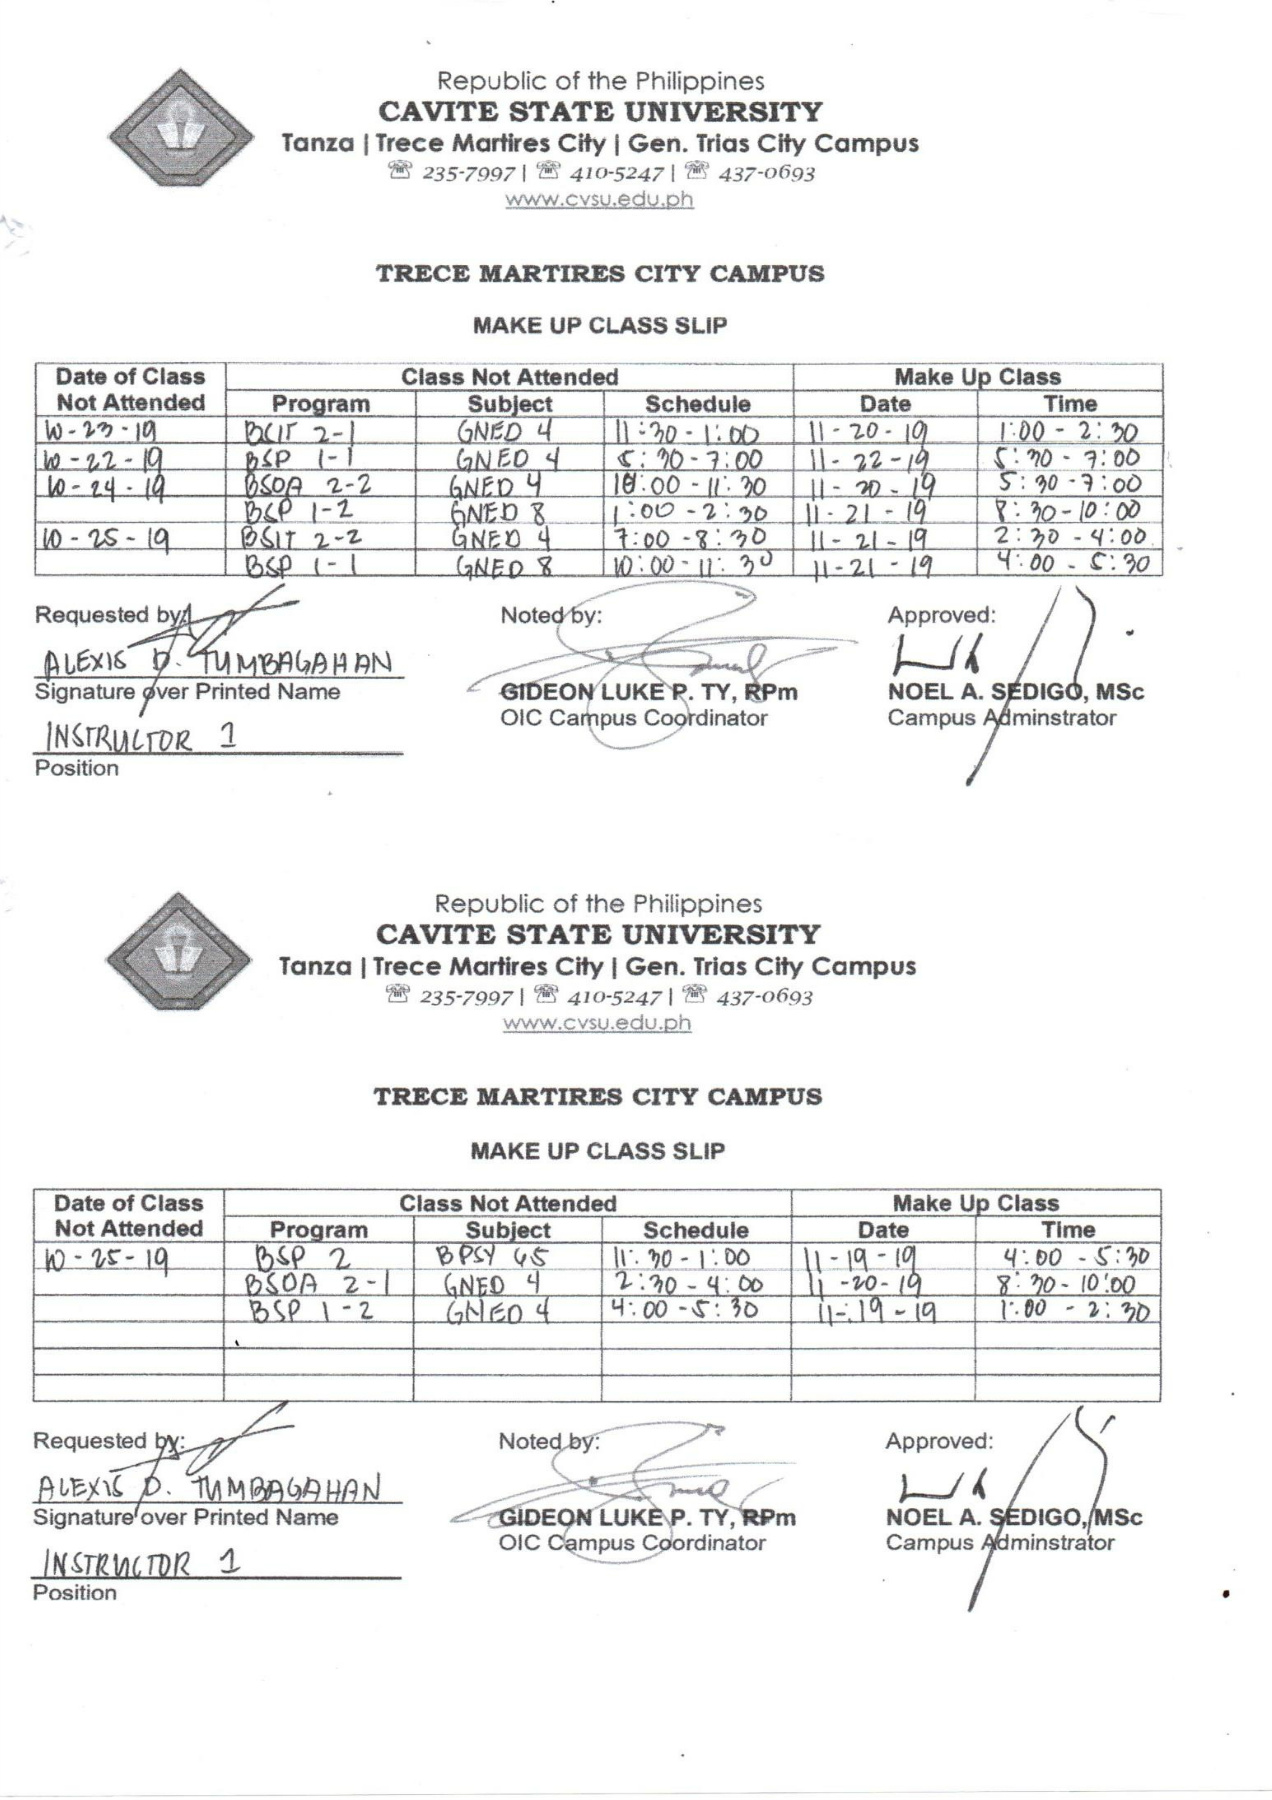 Republic of the Philippines
CAVITE STATE UNIVERSITY
Tanza | Trece Martires City | Gen. Trias City Campus
☏ 235-7997 | ☏ 410-5247 | ☏ 437-0693
www.cvsu.edu.ph
TRECE MARTIRES CITY CAMPUS
MAKE UP CLASS SLIP
Date of Class Not Attended Class Not Attended Make Up Class
Program Subject Schedule Date Time
10-23-19 BSIT 2-1 GNED 4 11:30-1:00 11-20-19 1:00-2:30
10-22-19 BSP 1-1 GNED 4 5:30-7:00 11-22-19 5:30-7:00
10-24-19 BSOA 2-2 GNED 4 10:00-11:30 11-20-19 5:30-7:00
BSP 1-2 GNED 8 1:00-2:30 11-21-19 8:30-10:00
10-25-19 BSIT 2-2 GNED 4 7:00-8:30 11-21-19 2:30-4:00
BSP 1-1 GNED 8 10:00-11:30 11-21-19 4:00-5:30
Requested by: Noted by: Approved:
ALEXIS D. TUMBAGAHAN
Signature over Printed Name GIDEON LUKE P. TY, RPm NOEL A. SEDIGO, MSc
OIC Campus Coordinator Campus Adminstrator
INSTRUCTOR 1
Position
Republic of the Philippines
CAVITE STATE UNIVERSITY
Tanza | Trece Martires City | Gen. Trias City Campus
☏ 235-7997 | ☏ 410-5247 | ☏ 437-0693
www.cvsu.edu.ph
TRECE MARTIRES CITY CAMPUS
MAKE UP CLASS SLIP
Date of Class Not Attended Class Not Attended Make Up Class
Program Subject Schedule Date Time
10-25-19 BSP 2 BPSY 65 11:30-1:00 11-19-19 4:00-5:30
BSOA 2-1 GNED 4 2:30-4:00 11-20-19 8:30-10:00
BSP 1-2 GNED 4 4:00-5:30 11-19-19 1:00-2:30
Requested by: Noted by: Approved:
ALEXIS D. TUMBAGAHAN
Signature over Printed Name GIDEON LUKE P. TY, RPm NOEL A. SEDIGO, MSc
OIC Campus Coordinator Campus Adminstrator
INSTRUCTOR 1
Position